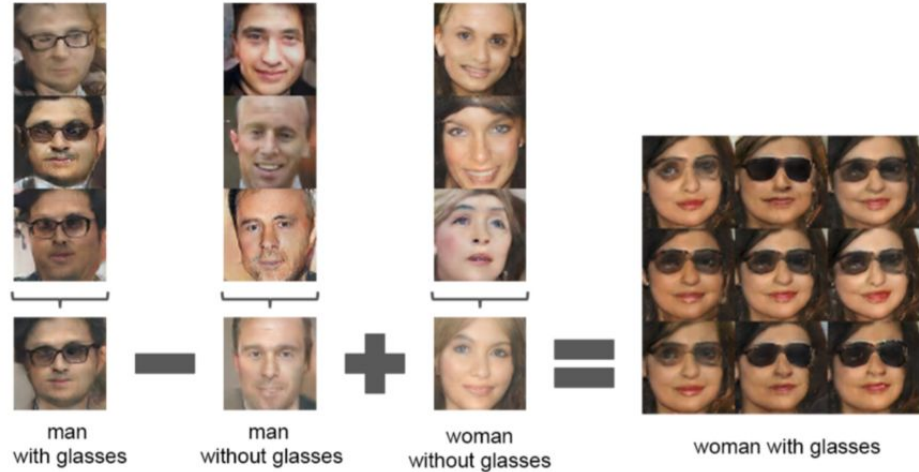 man
with glasses
man
without glasses
woman
without glasses
woman with glasses